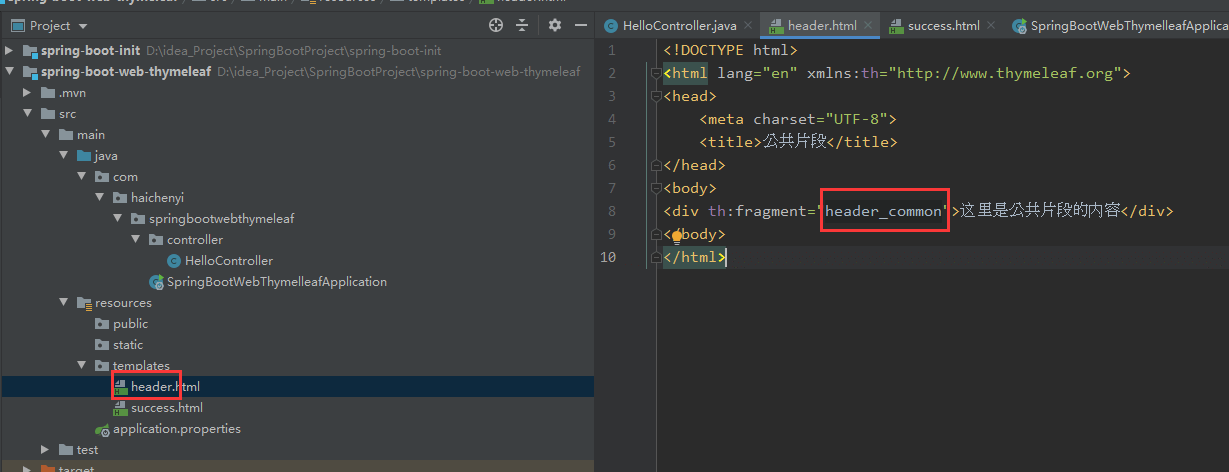 Project
spring-boot-init D:\idea_Project\SpringBootProject\spring-boot-init
spring-boot-web-thymeleaf D:\idea_Project\SpringBootProject\spring-boot-web-thymeleaf
.mvn
src
main
java
com
haichenyi
springbootwebthymeleaf
controller
HelloController
SpringBootWebThymelleafApplication
resources
public
static
templates
header.html
success.html
application.properties
test
target
HelloController.java
header.html
success.html
SpringBootWebThymelleafApplica
1 <!DOCTYPE html>
2 <html lang="en" xmlns:th="http://www.thymeleaf.org">
3 <head>
4 <meta charset="UTF-8">
5 <title>公共片段</title>
6 </head>
7 <body>
8 <div th:fragment="header_common">这里是公共片段的内容</div>
9 < body>
10 </html>